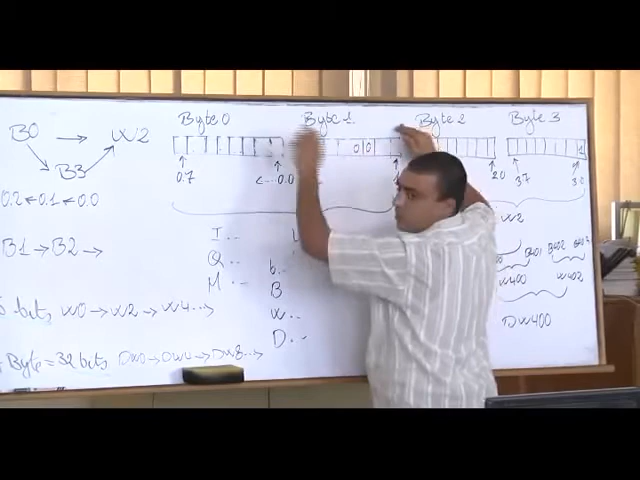 Byte 0 Byte 1 Byte 2 Byte 3
B0 → W2
B3
0 0
1
0.7 <--- 0.0 2.0 3.7 3.0
0.2 ← 0.1 ← 0.0
W2
I ..
Q ..
M ..
b ..
B
W ..
D ..
B1 → B2 →
bits W0 → W2 → W4 ..>
Byte = 32 bits DW0 → DW4 → DW8 ..>
W400 W402
DW400